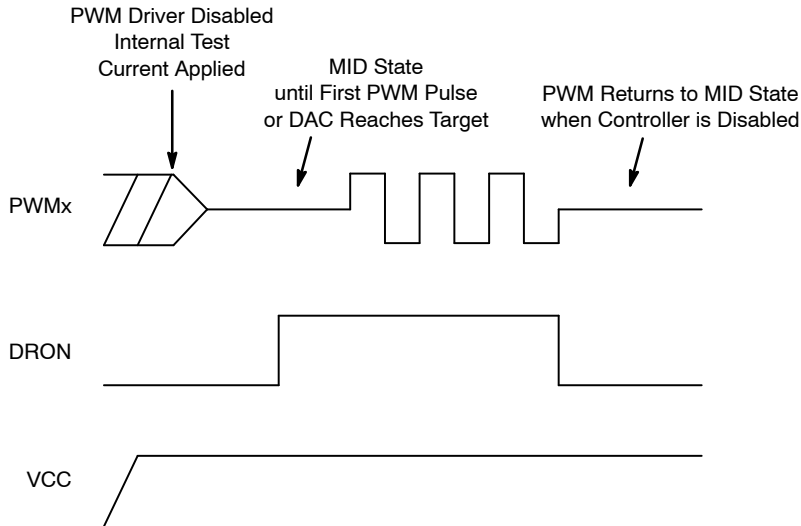 PWM Driver Disabled
Internal Test
Current Applied
MID State
until First PWM Pulse
or DAC Reaches Target
PWM Returns to MID State
when Controller is Disabled
PWMx
DRON
VCC